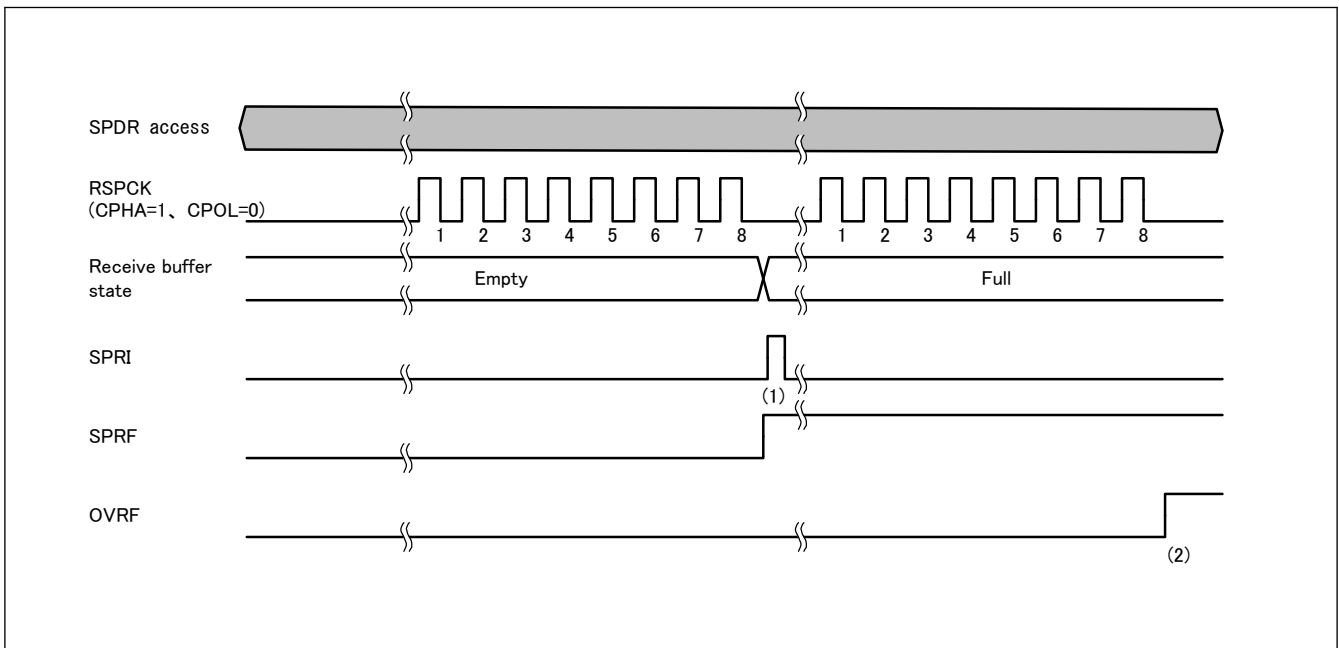 SPDR access
RSPCK
(CPHA=1、 CPOL=0)
1 2 3 4 5 6 7 8 1 2 3 4 5 6 7 8
Receive buffer
state
Empty Full
SPRI
(1)
SPRF
OVRF
(2)